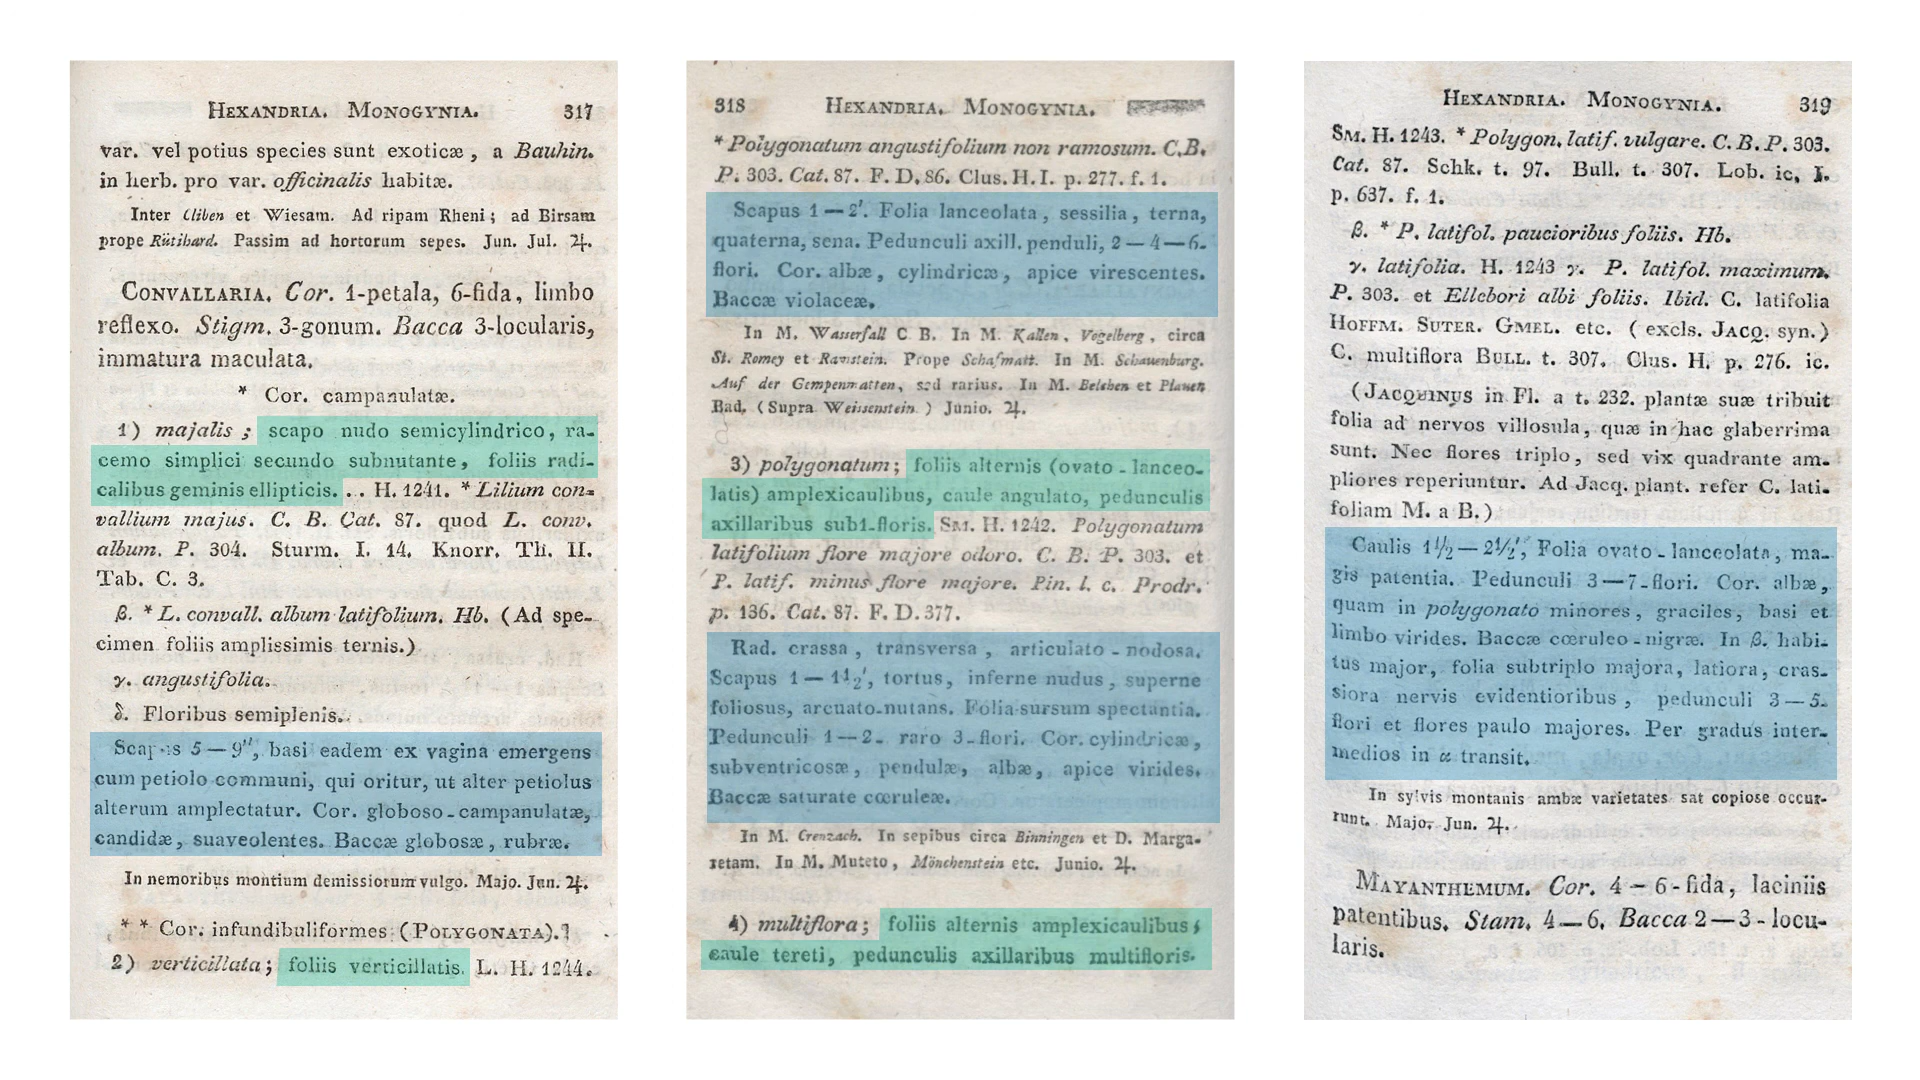 HEXANDRIA. MONOGYNIA. 317
var. vel potius species sunt exoticæ, a Bauhin.
in herb. pro var. officinalis habitæ.
Inter Cliben et Wiesam. Ad ripam Rheni; ad Birsam
prope Rütihard. Passim ad hortorum sepes. Jun. Jul. ♃.
CONVALLARIA. Cor. 1-petala, 6-fida, limbo
reflexo. Stigm. 3-gonum. Bacca 3-locularis,
immatura maculata.
* Cor. campanulatæ.
1) majalis; scapo nudo semicylindrico, ra-
cemo simplici secundo subnutante, foliis radi-
calibus geminis ellipticis. .. H. 1241. * Lilium con-
vallium majus. C. B. Cat. 87. quod L. conv.
album. P. 304. Sturm. I. 14. Knorr. Th. II.
Tab. C. 3.
β. * L. convall. album latifolium. Hb. (Ad spe-
cimen foliis amplissimis ternis.)
γ. angustifolia.
δ. Floribus semiplenis.
Scapus 5—9", basi eadem ex vagina emergens
cum petiolo communi, qui oritur, ut alter petiolus
alterum amplectatur. Cor. globoso-campanulatæ,
candidæ, suaveolentes. Baccæ globosæ, rubræ.
In nemoribus montium demissiorum vulgo. Majo. Jun. ♃.
* * Cor. infundibuliformes (POLYGONATA).
2) verticillata; foliis verticillatis. L. H. 1244.
318 HEXANDRIA. MONOGYNIA.
* Polygonatum angustifolium non ramosum. C.B.
P. 303. Cat. 87. F. D. 86. Clus. H. I. p. 277. f. 1.
Scapus 1—2'. Folia lanceolata, sessilia, terna,
quaterna, sena. Pedunculi axill. penduli, 2—4—6-
flori. Cor. albæ, cylindricæ, apice virescentes.
Baccæ violaceæ.
In M. Wasserfall C B. In M. Kallen, Vogelberg, circa
St. Romey et Ramstein. Prope Schafmatt. In M. Schauenburg.
Auf der Gempenmatten, sed rarius. In M. Belchen et Plauen
Bad. (Supra Weissenstein) Junio. ♃.
3) polygonatum; foliis alternis (ovato-lanceo-
latis) amplexicaulibus, caule angulato, pedunculis
axillaribus sub1-floris. SM. H. 1242. Polygonatum
latifolium flore majore odoro. C. B. P. 303. et
P. latif. minus flore majore. Pin. l. c. Prodr.
p. 136. Cat. 87. F. D. 377.
Rad. crassa, transversa, articulato-nodosa.
Scapus 1—1½', tortus, inferne nudus, superne
foliosus, arcuato-nutans. Folia sursum spectantia.
Pedunculi 1—2- raro 3-flori. Cor. cylindricæ,
subventricosæ, pendulæ, albæ, apice virides.
Baccæ saturate cœruleæ.
In M. Crenzach. In sepibus circa Binningen et D. Marga-
retam. In M. Muteto, Mönchenstein etc. Junio. ♃.
4) multiflora; foliis alternis amplexicaulibus,
caule tereti, pedunculis axillaribus multifloris.
HEXANDRIA. MONOGYNIA. 319
SM. H. 1243. * Polygon. latif. vulgare. C. B. P. 303.
Cat. 87. Schk. t. 97. Bull. t. 307. Lob. ic. I.
p. 637. f. 1.
β. * P. latifol. paucioribus foliis. Hb.
γ. latifolia. H. 1243 γ. P. latifol. maximum.
P. 303. et Ellebori albi foliis. Ibid. C. latifolia
HOFFM. SUTER. GMEL. etc. (excls. JACQ. syn.)
C. multiflora BULL. t. 307. Clus. H. p. 276. ic.
(JACQUINUS in Fl. a t. 232. plantæ suæ tribuit
folia ad nervos villosula, quæ in hac glaberrima
sunt. Nec flores triplo, sed vix quadrante am-
pliores reperiuntur. Ad Jacq. plant. refer C. lati-
foliam M. a B.)
Caulis 1½—2½', Folia ovato-lanceolata, ma-
gis patentia. Pedunculi 3—7-flori. Cor. albæ,
quam in polygonato minores, graciles, basi et
limbo virides. Baccæ cœruleo-nigræ. In β. habi-
tus major, folia subtriplo majora, latiora, cras-
siora nervis evidentioribus, pedunculi 3—5-
flori et flores paulo majores. Per gradus inter-
medios in α transit.
In sylvis montanis ambæ varietates sat copiose occur-
runt. Majo, Jun. ♃.
MAYANTHEMUM. Cor. 4—6-fida, laciniis
patentibus. Stam. 4—6. Bacca 2—3-locu-
laris.